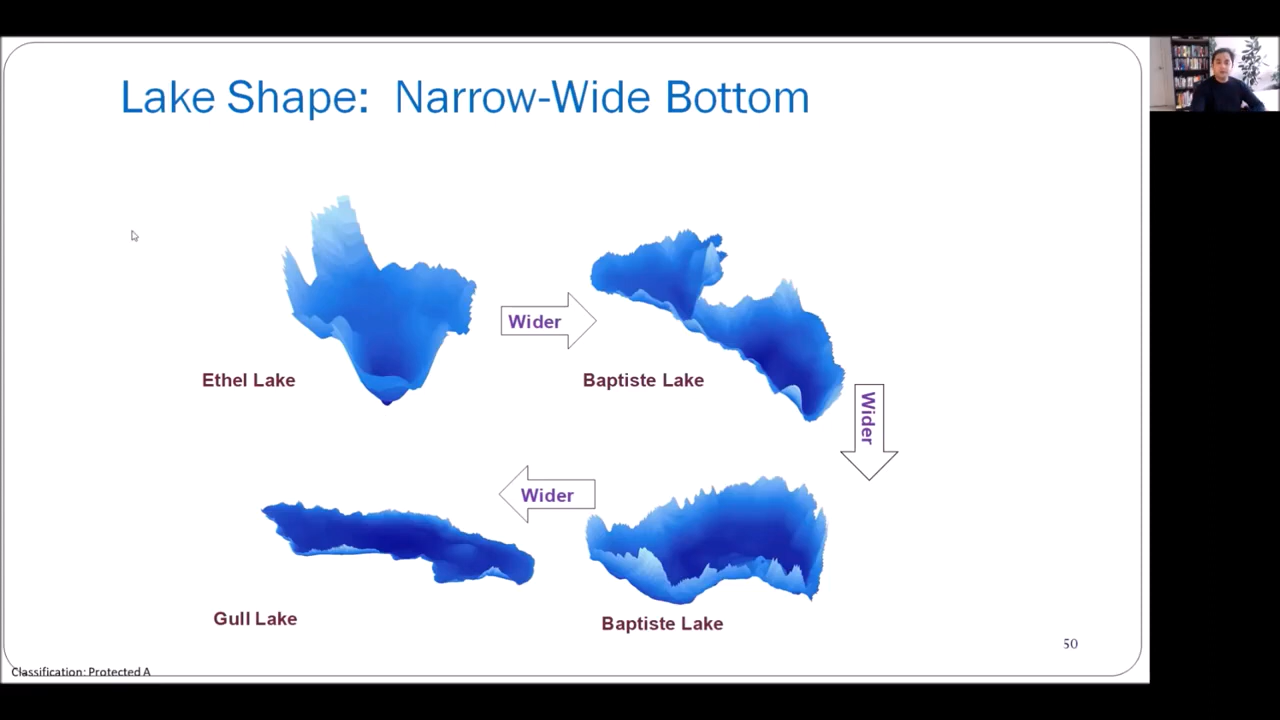 Lake Shape: Narrow-Wide Bottom
Wider
Ethel Lake
Baptiste Lake
Wider
Wider
Gull Lake
Baptiste Lake
50
Classification: Protected A